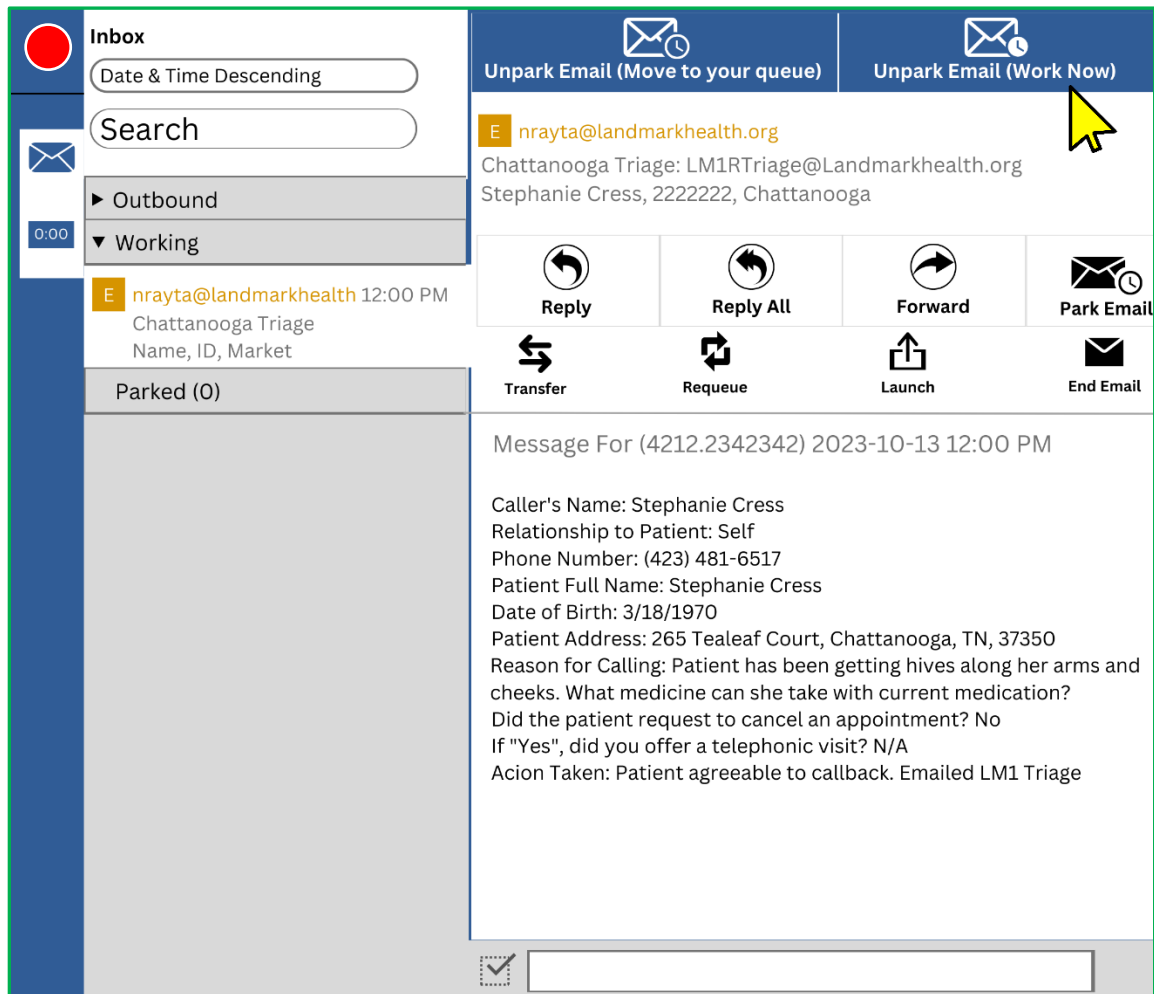 Inbox
Date & Time Descending
Search
0:00
▶ Outbound
▼ Working
E nrayta@landmarkhealth 12:00 PM
Chattanooga Triage
Name, ID, Market
Parked (0)
Unpark Email (Move to your queue)
Unpark Email (Work Now)
E nrayta@landmarkhealth.org
Chattanooga Triage: LM1RTriage@Landmarkhealth.org
Stephanie Cress, 2222222, Chattanooga
Reply
Reply All
Forward
Park Email
Transfer
Requeue
Launch
End Email
Message For (4212.2342342) 2023-10-13 12:00 PM
Caller's Name: Stephanie Cress
Relationship to Patient: Self
Phone Number: (423) 481-6517
Patient Full Name: Stephanie Cress
Date of Birth: 3/18/1970
Patient Address: 265 Tealeaf Court, Chattanooga, TN, 37350
Reason for Calling: Patient has been getting hives along her arms and
cheeks. What medicine can she take with current medication?
Did the patient request to cancel an appointment? No
If "Yes", did you offer a telephonic visit? N/A
Acion Taken: Patient agreeable to callback. Emailed LM1 Triage